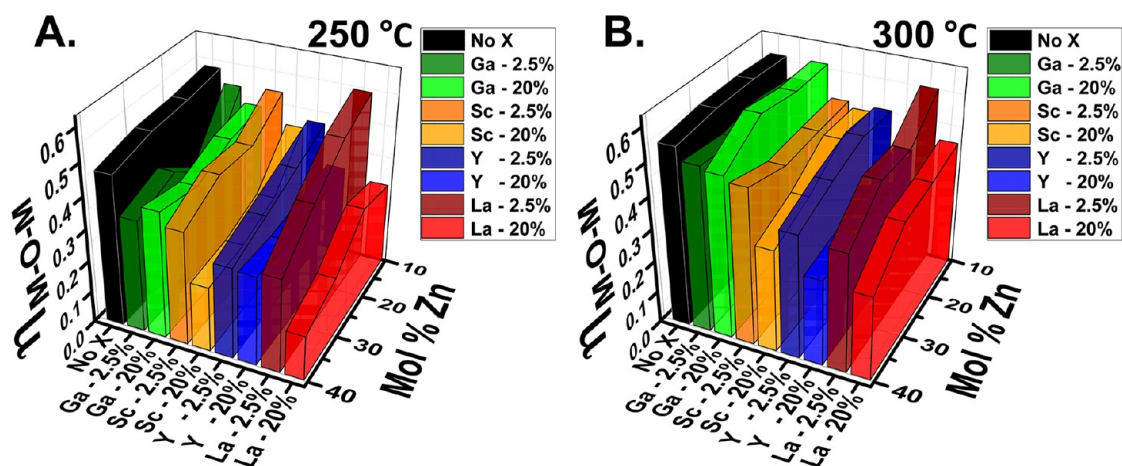 A.
250 °C
No X
Ga - 2.5%
Ga - 20%
Sc - 2.5%
Sc - 20%
Y - 2.5%
Y - 20%
La - 2.5%
La - 20%
η M-O-M
0.6
0.5
0.4
0.3
0.2
0.1
0.0
No X
Ga - 2.5%
Ga - 20%
Sc - 2.5%
Sc - 20%
Y - 2.5%
Y - 20%
La - 2.5%
La - 20%
10
20
30
40
Mol % Zn
B.
300 °C
No X
Ga - 2.5%
Ga - 20%
Sc - 2.5%
Sc - 20%
Y - 2.5%
Y - 20%
La - 2.5%
La - 20%
η M-O-M
0.6
0.5
0.4
0.3
0.2
0.1
0.0
No X
Ga - 2.5%
Ga - 20%
Sc - 2.5%
Sc - 20%
Y - 2.5%
Y - 20%
La - 2.5%
La - 20%
10
20
30
40
Mol % Zn